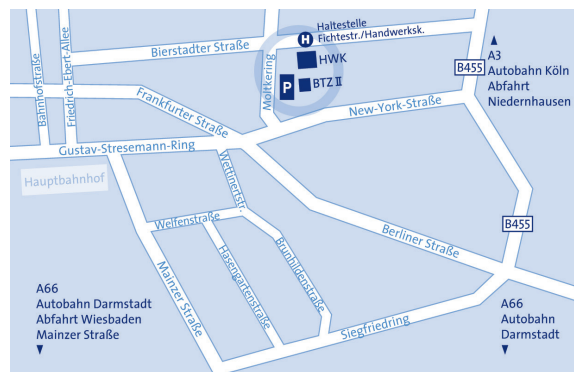 Haltestelle
H Fichtestr./Handwerksk.
Bierstadter Straße
HWK
P
BTZ II
Moltkering
Bahnhofstraße
Friedrich-Ebert-Allee
Frankfurter Straße
New-York-Straße
B455
A3
Autobahn Köln
Abfahrt
Niedernhausen
Gustav-Stresemann-Ring
Hauptbahnhof
Wettinerstr.
Welfenstraße
Hasengartenstraße
Brunhildenstraße
Mainzer Straße
Berliner Straße
B455
Siegfriedring
A66
Autobahn Darmstadt
Abfahrt Wiesbaden
Mainzer Straße
A66
Autobahn
Darmstadt